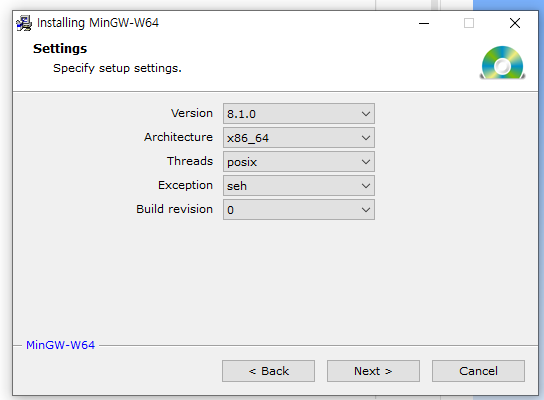 Installing MinGW-W64
Settings
Specify setup settings.
Version 8.1.0
Architecture x86_64
Threads posix
Exception seh
Build revision 0
MinGW-W64
< Back Next > Cancel